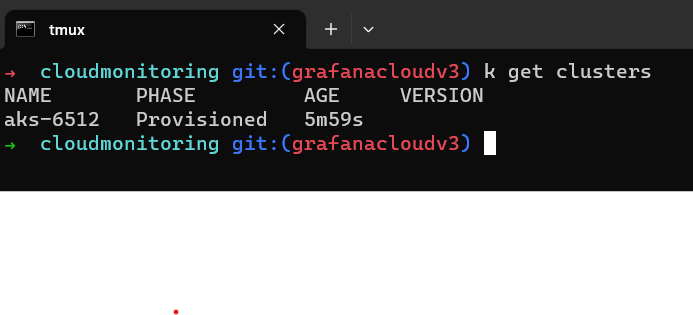 tmux
→ cloudmonitoring git:(grafanacloudv3) k get clusters
NAME PHASE AGE VERSION
aks-6512 Provisioned 5m59s
→ cloudmonitoring git:(grafanacloudv3)